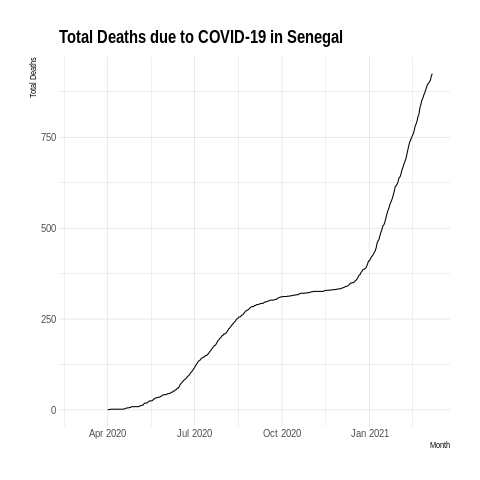 Total Deaths due to COVID-19 in Senegal
Total Deaths
750
500
250
0
Apr 2020 Jul 2020 Oct 2020 Jan 2021
Month